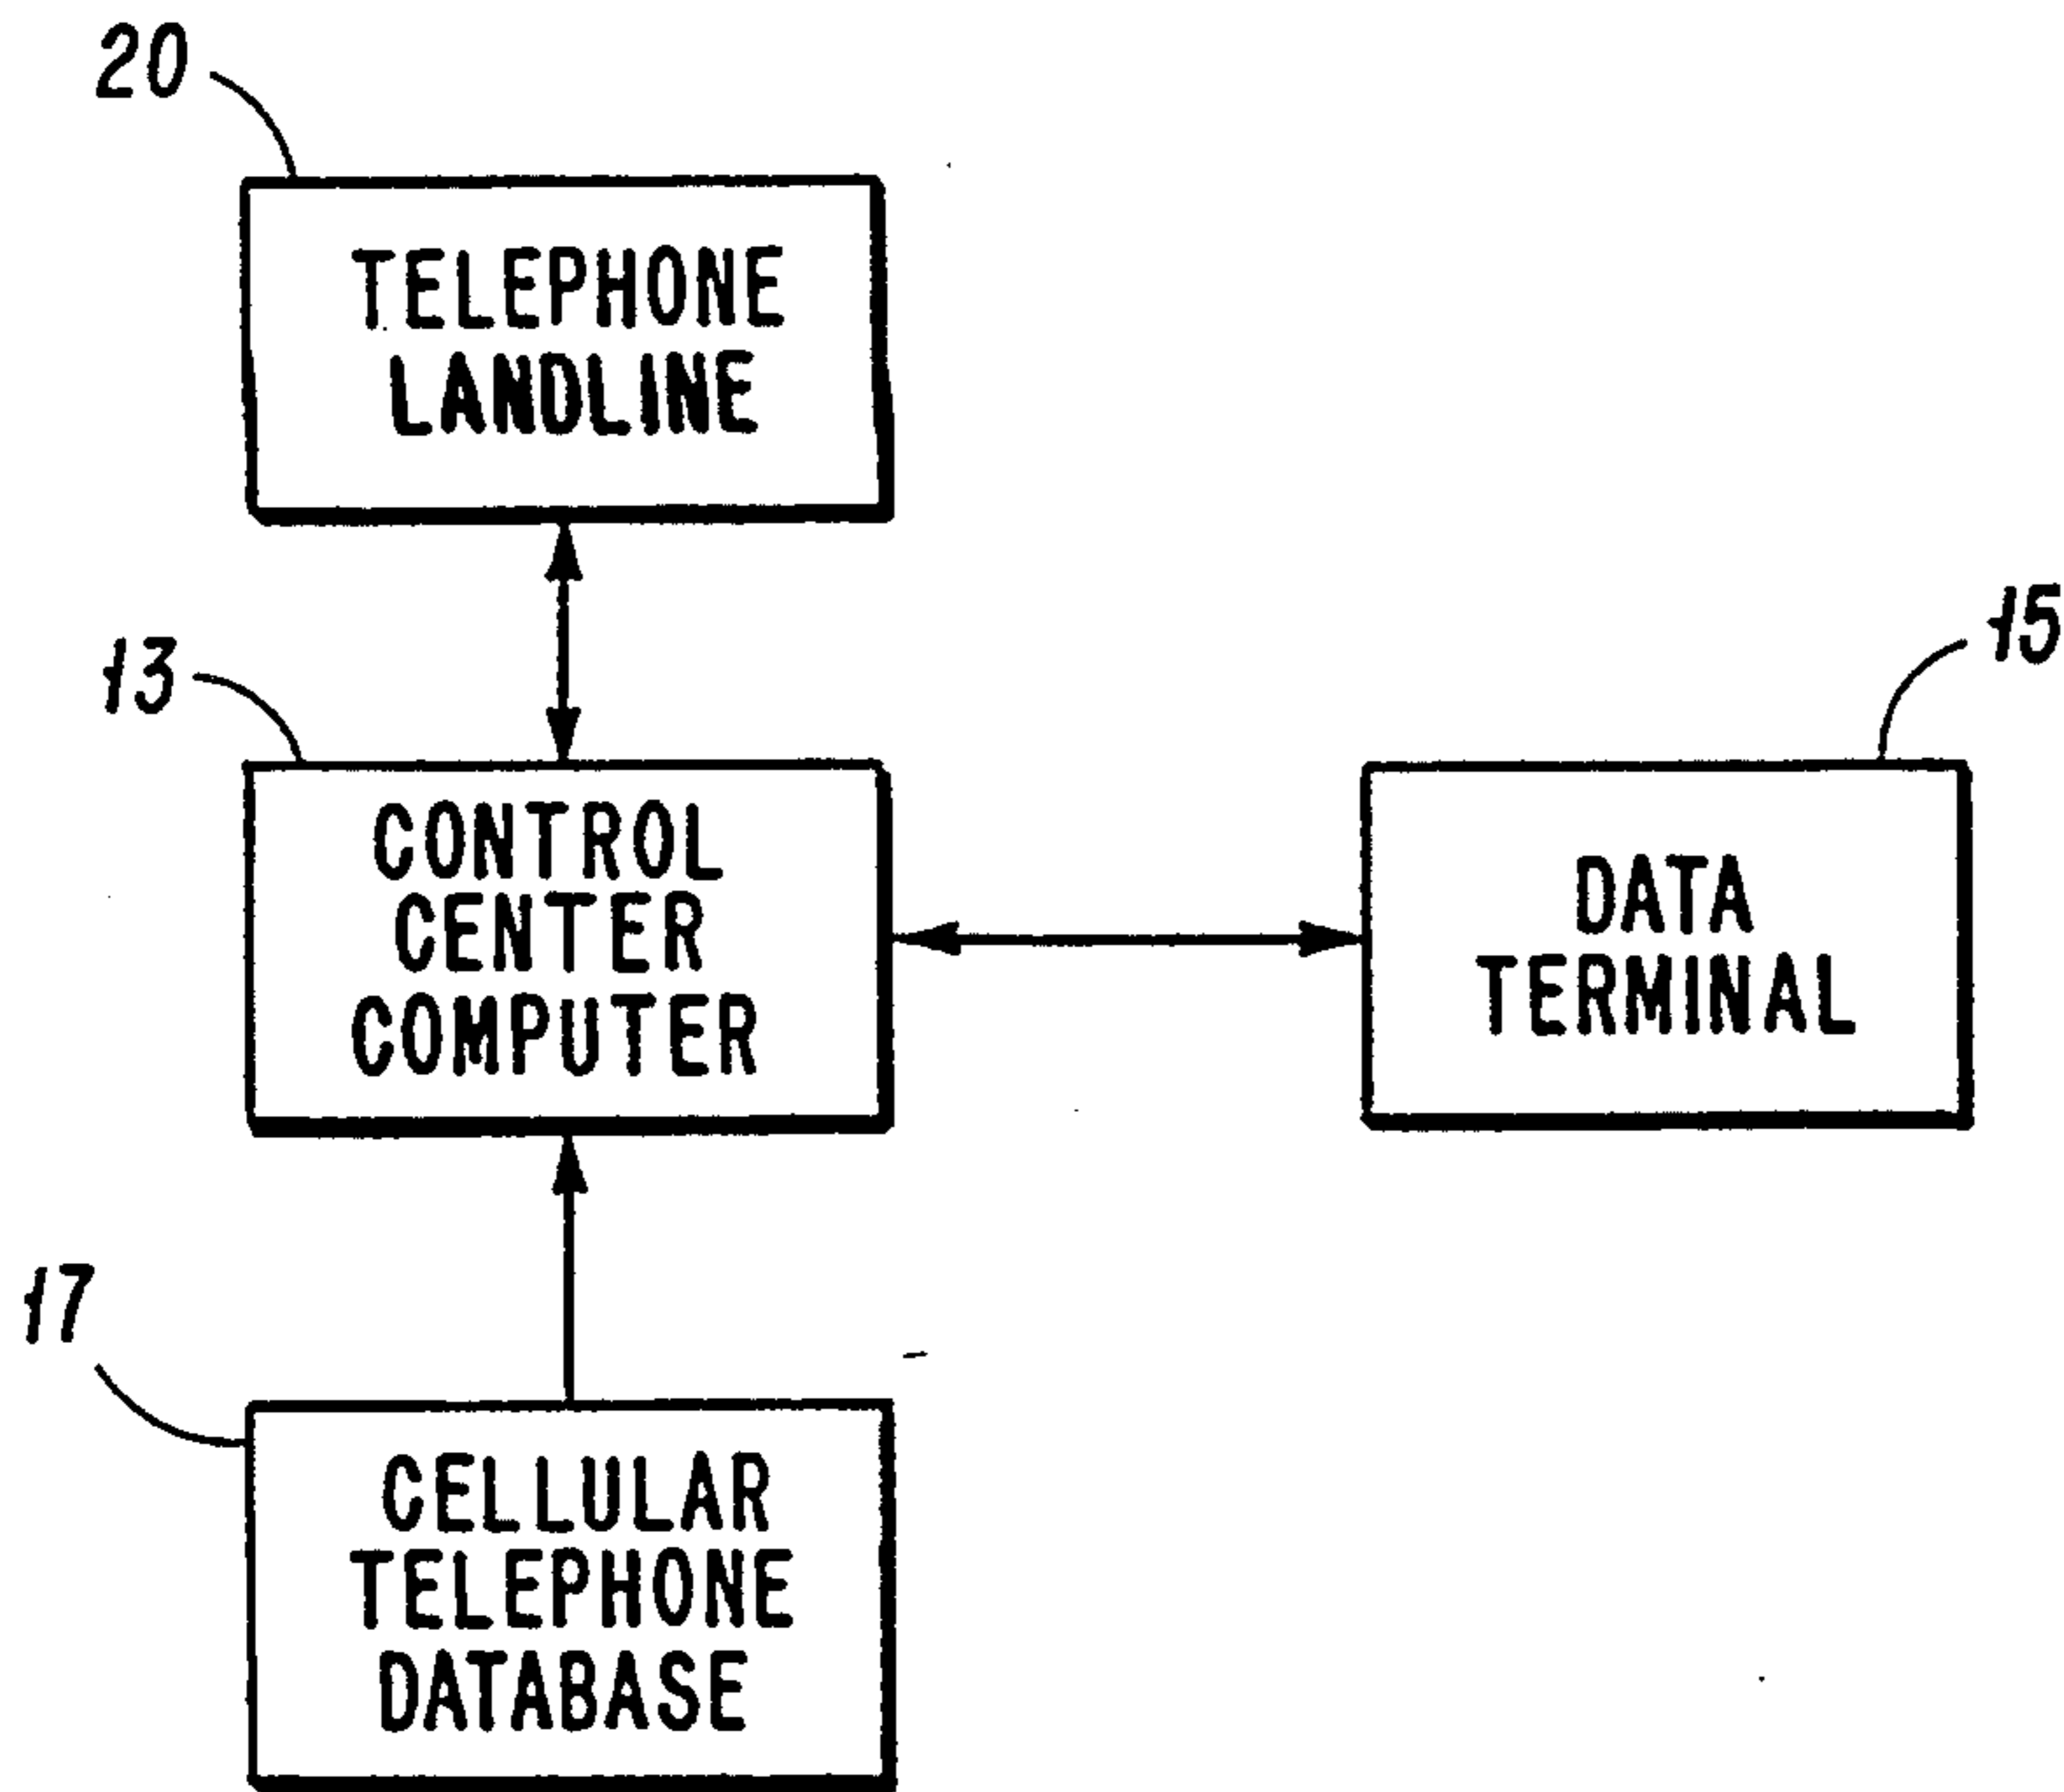 20
TELEPHONE
LANDLINE
13
CONTROL
CENTER
COMPUTER
15
DATA
TERMINAL
17
CELLULAR
TELEPHONE
DATABASE